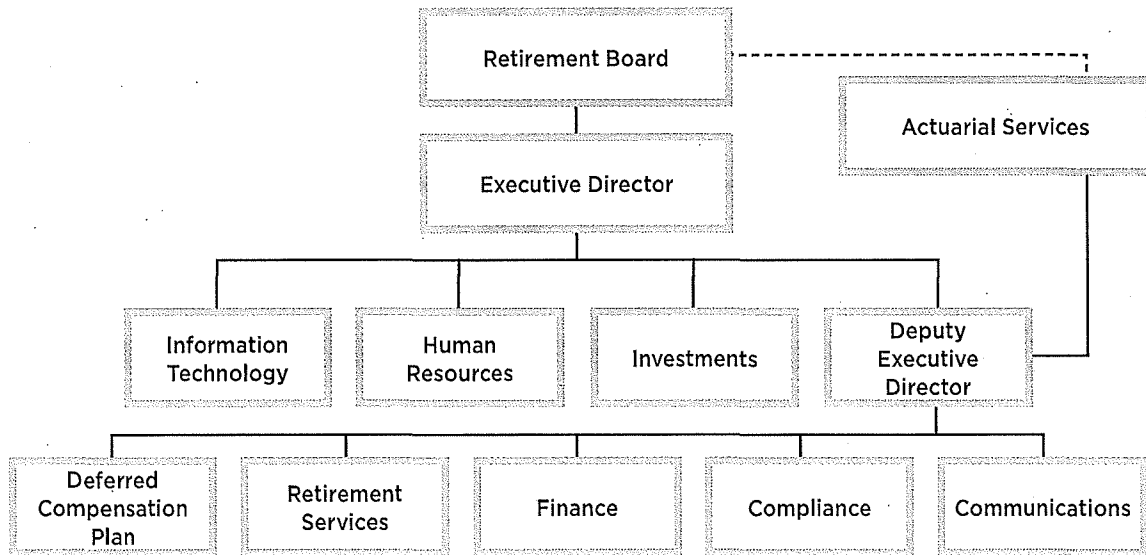 Retirement Board
Actuarial Services
Executive Director
Information
Technology
Human
Resources
Investments
Deputy
Executive
Director
Deferred
Compensation
Plan
Retirement
Services
Finance
Compliance
Communications